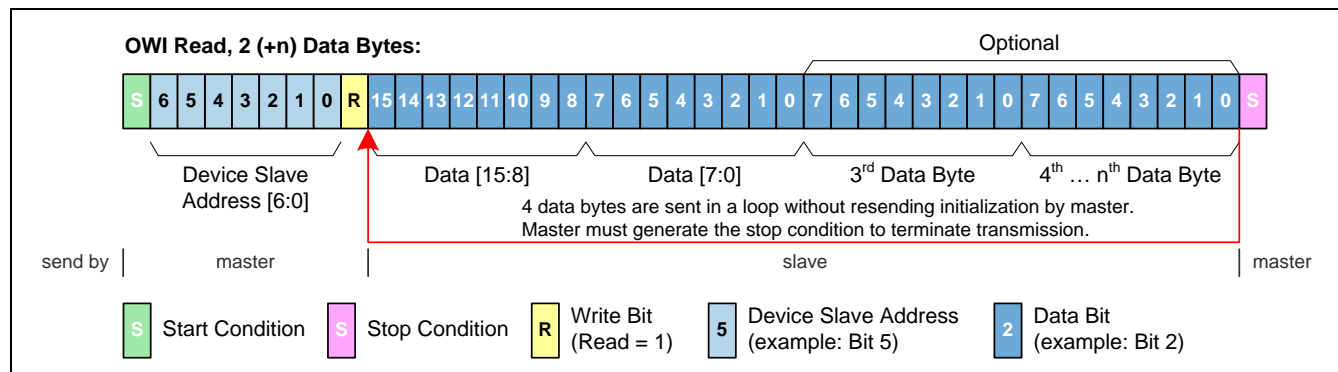 OWI Read, 2 (+n) Data Bytes:
Optional
S 6 5 4 3 2 1 0 R 15 14 13 12 11 10 9 8 7 6 5 4 3 2 1 0 7 6 5 4 3 2 1 0 7 6 5 4 3 2 1 0 S
Device Slave
Address [6:0]
Data [15:8]
Data [7:0]
3rd Data Byte
4th … nth Data Byte
4 data bytes are sent in a loop without resending initialization by master.
Master must generate the stop condition to terminate transmission.
send by
master
slave
master
S
Start Condition
S
Stop Condition
R
Write Bit
(Read = 1)
5
Device Slave Address
(example: Bit 5)
2
Data Bit
(example: Bit 2)